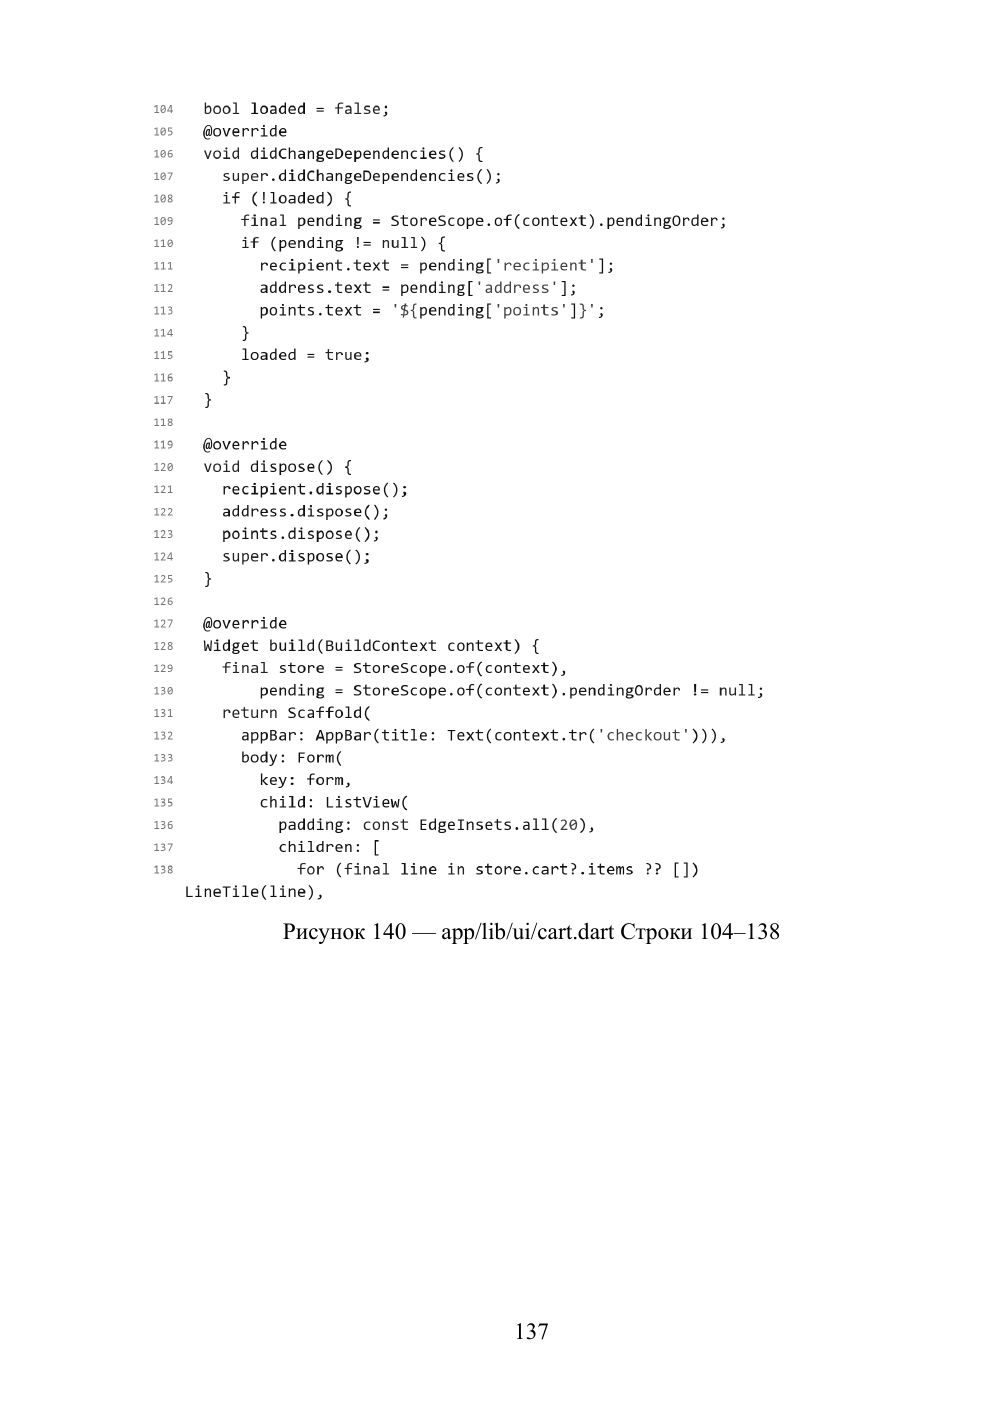 104 bool loaded = false;
105 @override
106 void didChangeDependencies() {
107 super.didChangeDependencies();
108 if (!loaded) {
109 final pending = StoreScope.of(context).pendingOrder;
110 if (pending != null) {
111 recipient.text = pending['recipient'];
112 address.text = pending['address'];
113 points.text = '${pending['points']}';
114 }
115 loaded = true;
116 }
117 }
118
119 @override
120 void dispose() {
121 recipient.dispose();
122 address.dispose();
123 points.dispose();
124 super.dispose();
125 }
126
127 @override
128 Widget build(BuildContext context) {
129 final store = StoreScope.of(context),
130 pending = StoreScope.of(context).pendingOrder != null;
131 return Scaffold(
132 appBar: AppBar(title: Text(context.tr('checkout'))),
133 body: Form(
134 key: form,
135 child: ListView(
136 padding: const EdgeInsets.all(20),
137 children: [
138 for (final line in store.cart?.items ?? [])
LineTile(line),
Рисунок 140 — app/lib/ui/cart.dart Строки 104–138
137